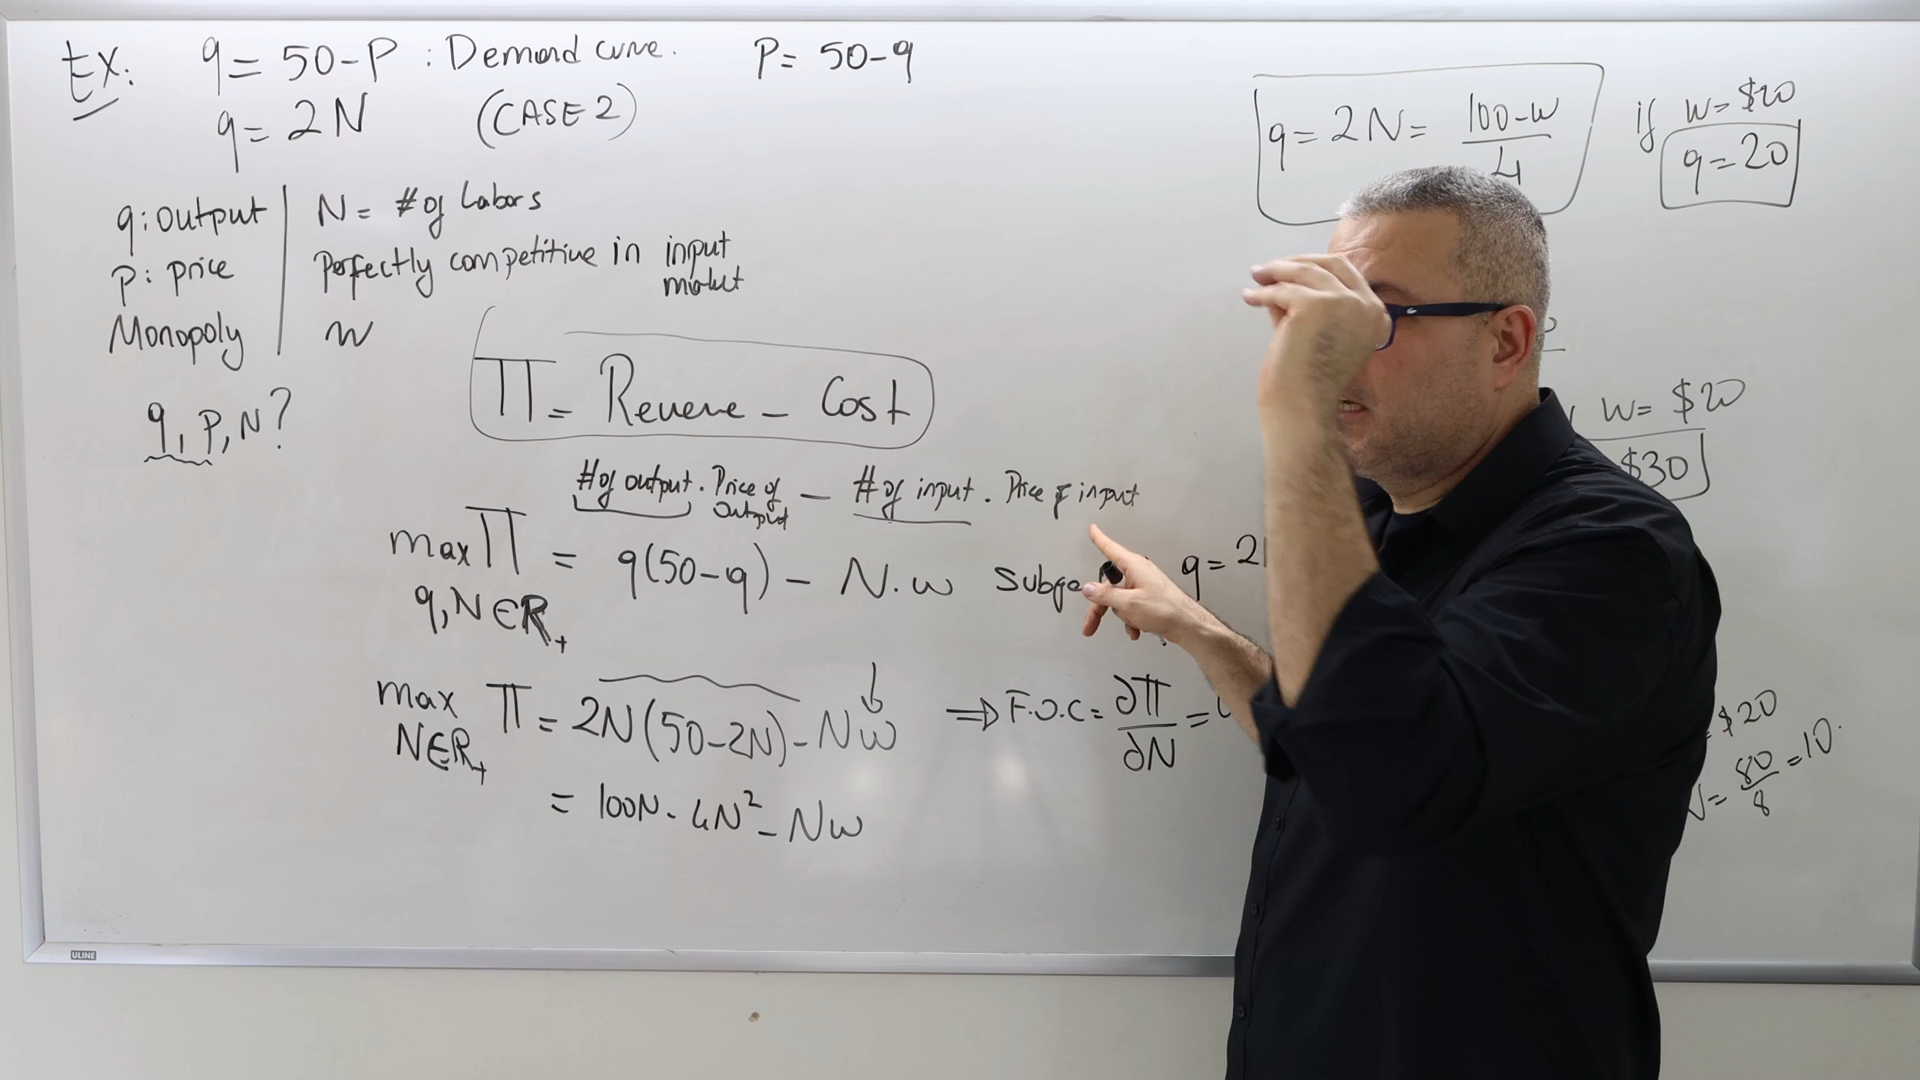 Ex: q = 50-P : Demand curve. P = 50-q
q = 2N (CASE 2)
q: output N = # of Labors
P: price Perfectly competitive in input market
Monopoly w
q, P, N?
Π = Revenue - Cost
# of output . Price of output - # of input . Price of input
max Π = q(50-q) - N.w q = 2
q, N ∈ R+
max Π = 2N(50-2N) - Nw ⇒ F.O.C = ∂Π/∂N =
N ∈ R+
= 100N - 4N² - Nw
q = 2N = (100-w)/4 if w = $20
q = 20
w = $20
$30
$20
= 80/8 = 10.
ULINE